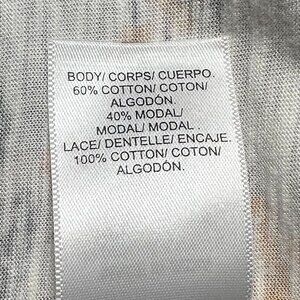 BODY/ CORPS/ CUERPO.
60% COTTON/ COTON/
ALGODÓN.
40% MODAL/
MODAL/ MODAL
LACE/ DENTELLE/ ENCAJE.
100% COTTON/ COTON/
ALGODÓN.